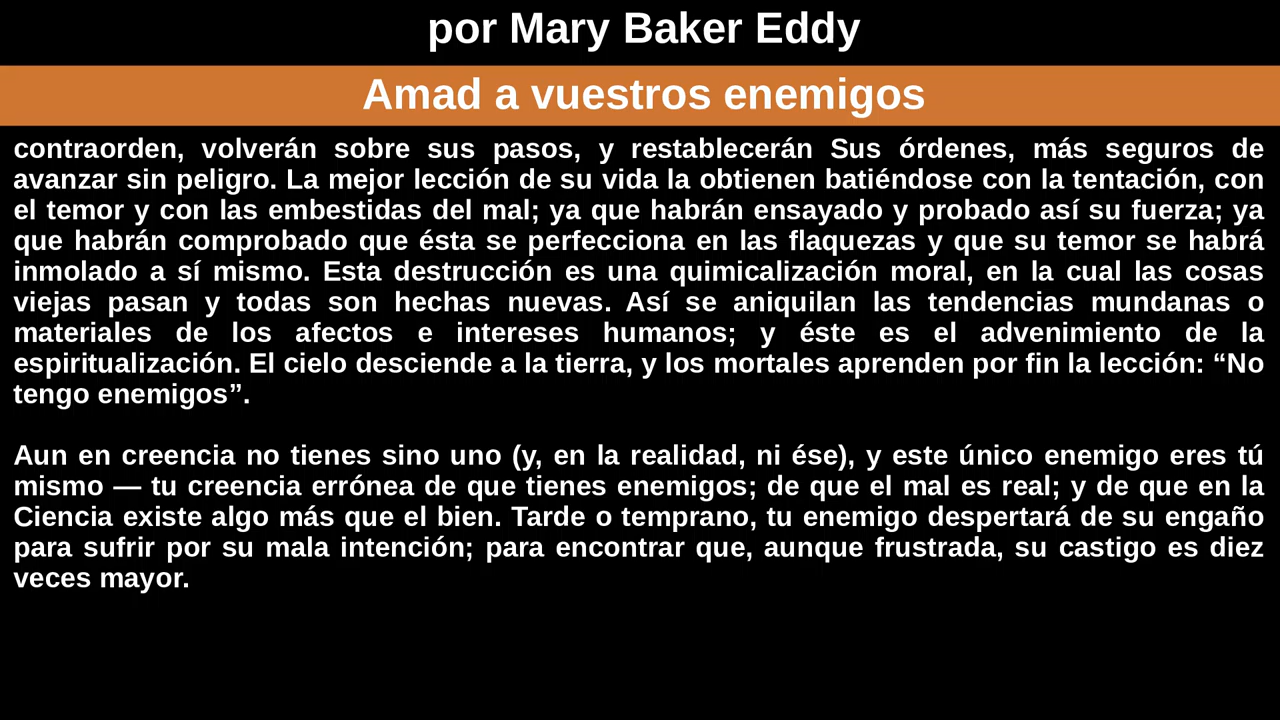 por Mary Baker Eddy
Amad a vuestros enemigos
contraorden, volverán sobre sus pasos, y restablecerán Sus órdenes, más seguros de
avanzar sin peligro. La mejor lección de su vida la obtienen batiéndose con la tentación, con
el temor y con las embestidas del mal; ya que habrán ensayado y probado así su fuerza; ya
que habrán comprobado que ésta se perfecciona en las flaquezas y que su temor se habrá
inmolado a sí mismo. Esta destrucción es una quimicalización moral, en la cual las cosas
viejas pasan y todas son hechas nuevas. Así se aniquilan las tendencias mundanas o
materiales de los afectos e intereses humanos; y éste es el advenimiento de la
espiritualización. El cielo desciende a la tierra, y los mortales aprenden por fin la lección: “No
tengo enemigos”.
Aun en creencia no tienes sino uno (y, en la realidad, ni ése), y este único enemigo eres tú
mismo — tu creencia errónea de que tienes enemigos; de que el mal es real; y de que en la
Ciencia existe algo más que el bien. Tarde o temprano, tu enemigo despertará de su engaño
para sufrir por su mala intención; para encontrar que, aunque frustrada, su castigo es diez
veces mayor.